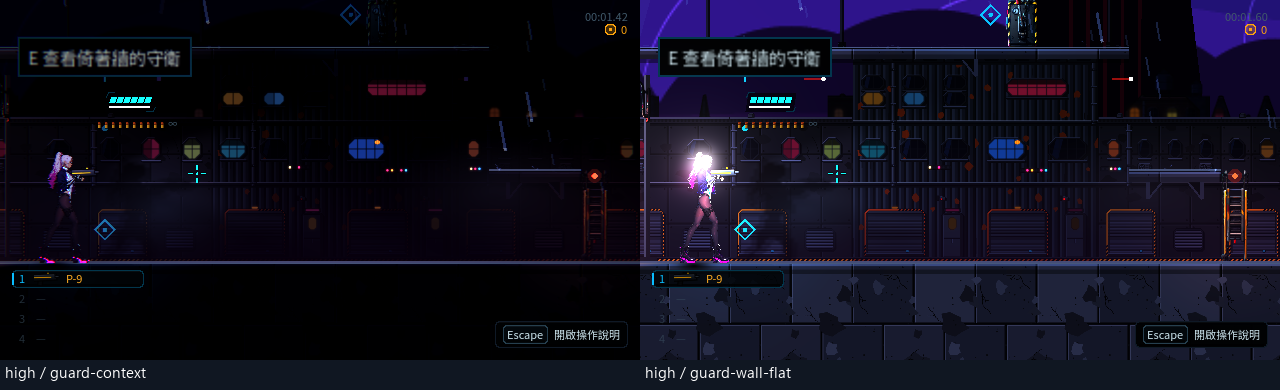 00:01.42
0
E 查看倚著牆的守衛
∞
1 P-9
2 —
3 —
4 —
Escape 開啟操作說明
high / guard-context
00:01.60
0
E 查看倚著牆的守衛
∞
1 P-9
2 —
3 —
4 —
Escape 開啟操作說明
high / guard-wall-flat